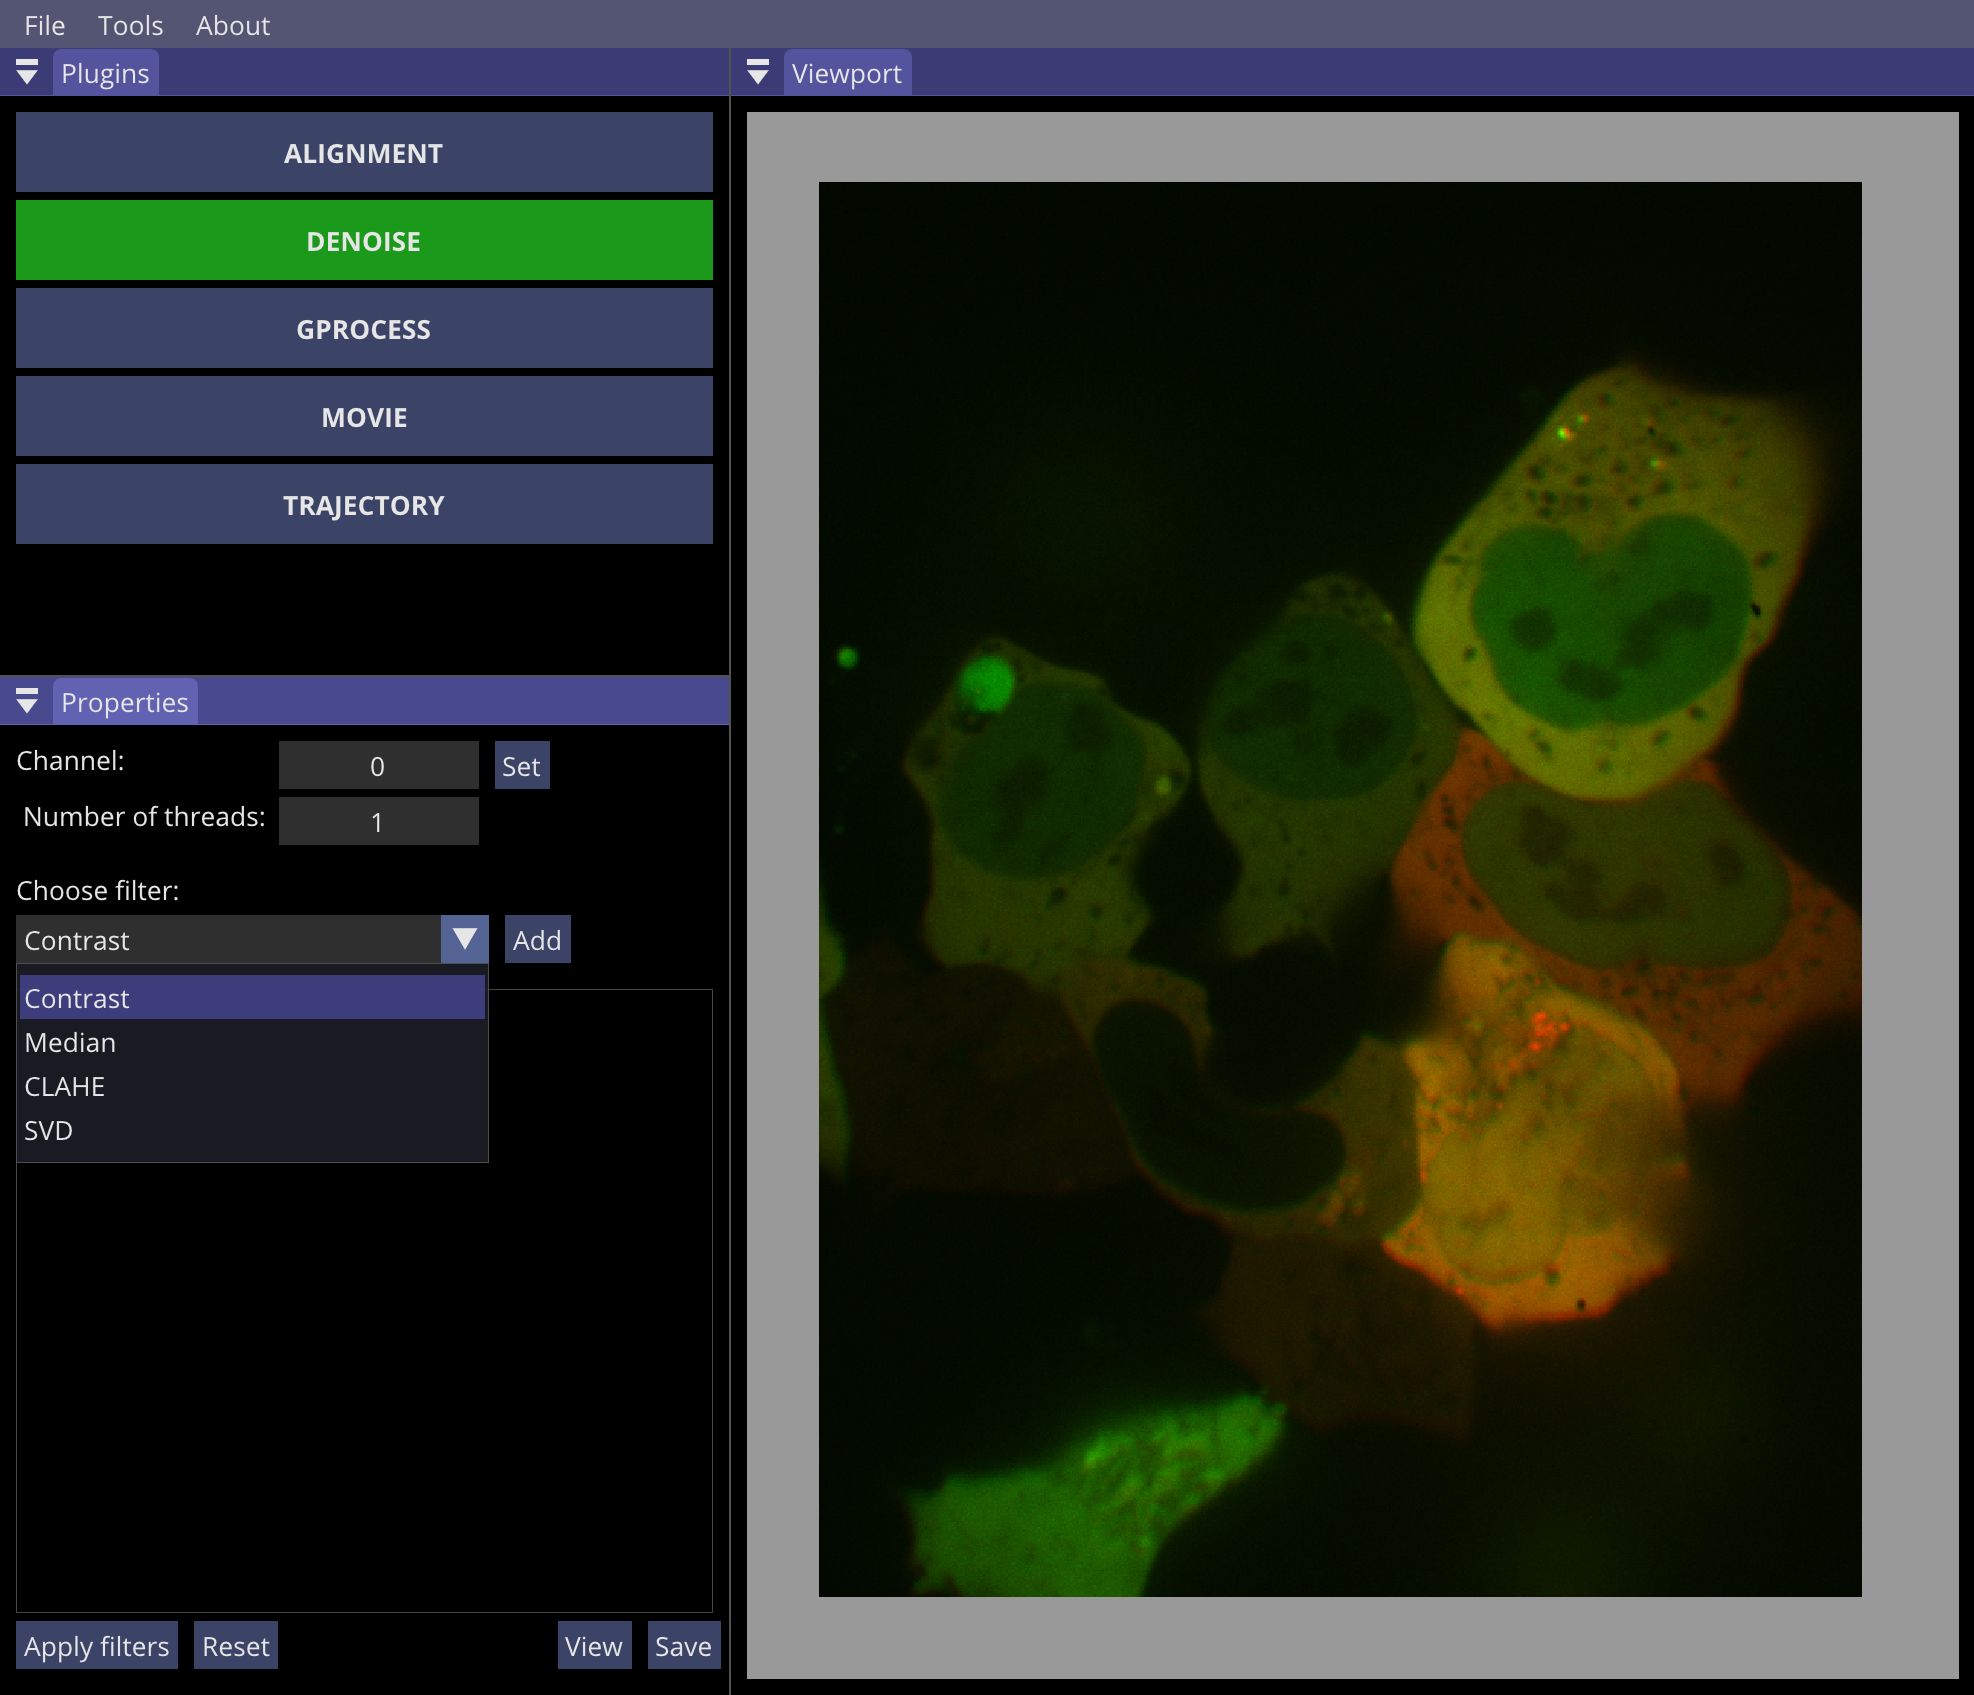 File Tools About
Plugins
ALIGNMENT
DENOISE
GPROCESS
MOVIE
TRAJECTORY
Properties
Channel: 0 Set
Number of threads: 1
Choose filter:
Contrast Add
Contrast
Median
CLAHE
SVD
Apply filters Reset View Save
Viewport